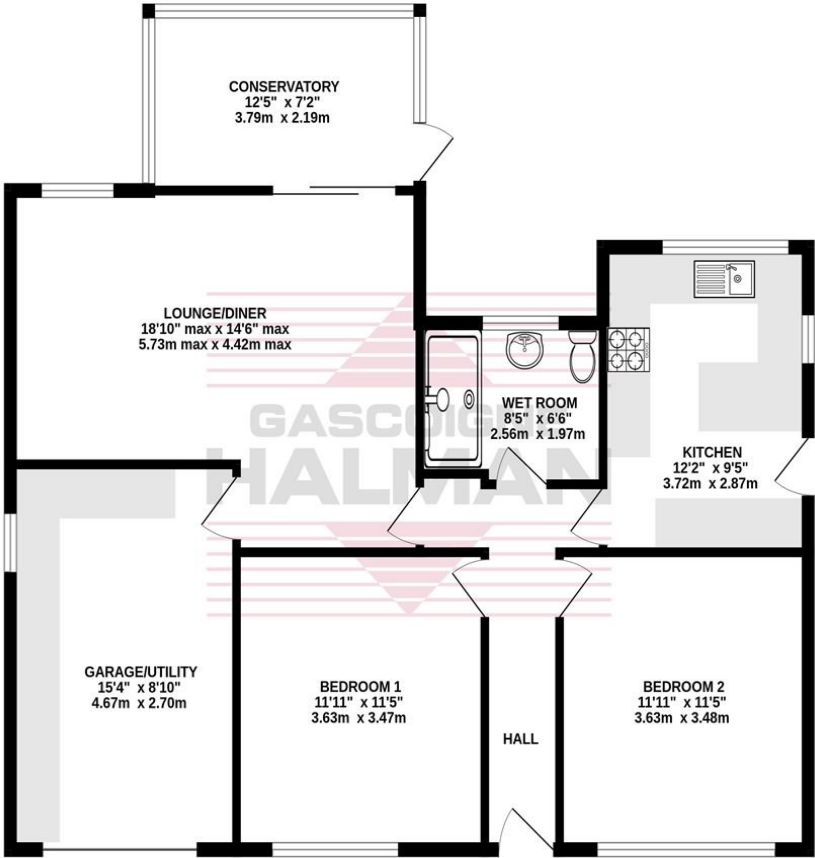 CONSERVATORY
12'5" x 7'2"
3.79m x 2.19m
LOUNGE/DINER
18'10" max x 14'6" max
5.73m max x 4.42m max
WET ROOM
8'5" x 6'6"
2.56m x 1.97m
KITCHEN
12'2" x 9'5"
3.72m x 2.87m
GASCOIGNE
HALMAN
GARAGE/UTILITY
15'4" x 8'10"
4.67m x 2.70m
BEDROOM 1
11'11" x 11'5"
3.63m x 3.47m
HALL
BEDROOM 2
11'11" x 11'5"
3.63m x 3.48m